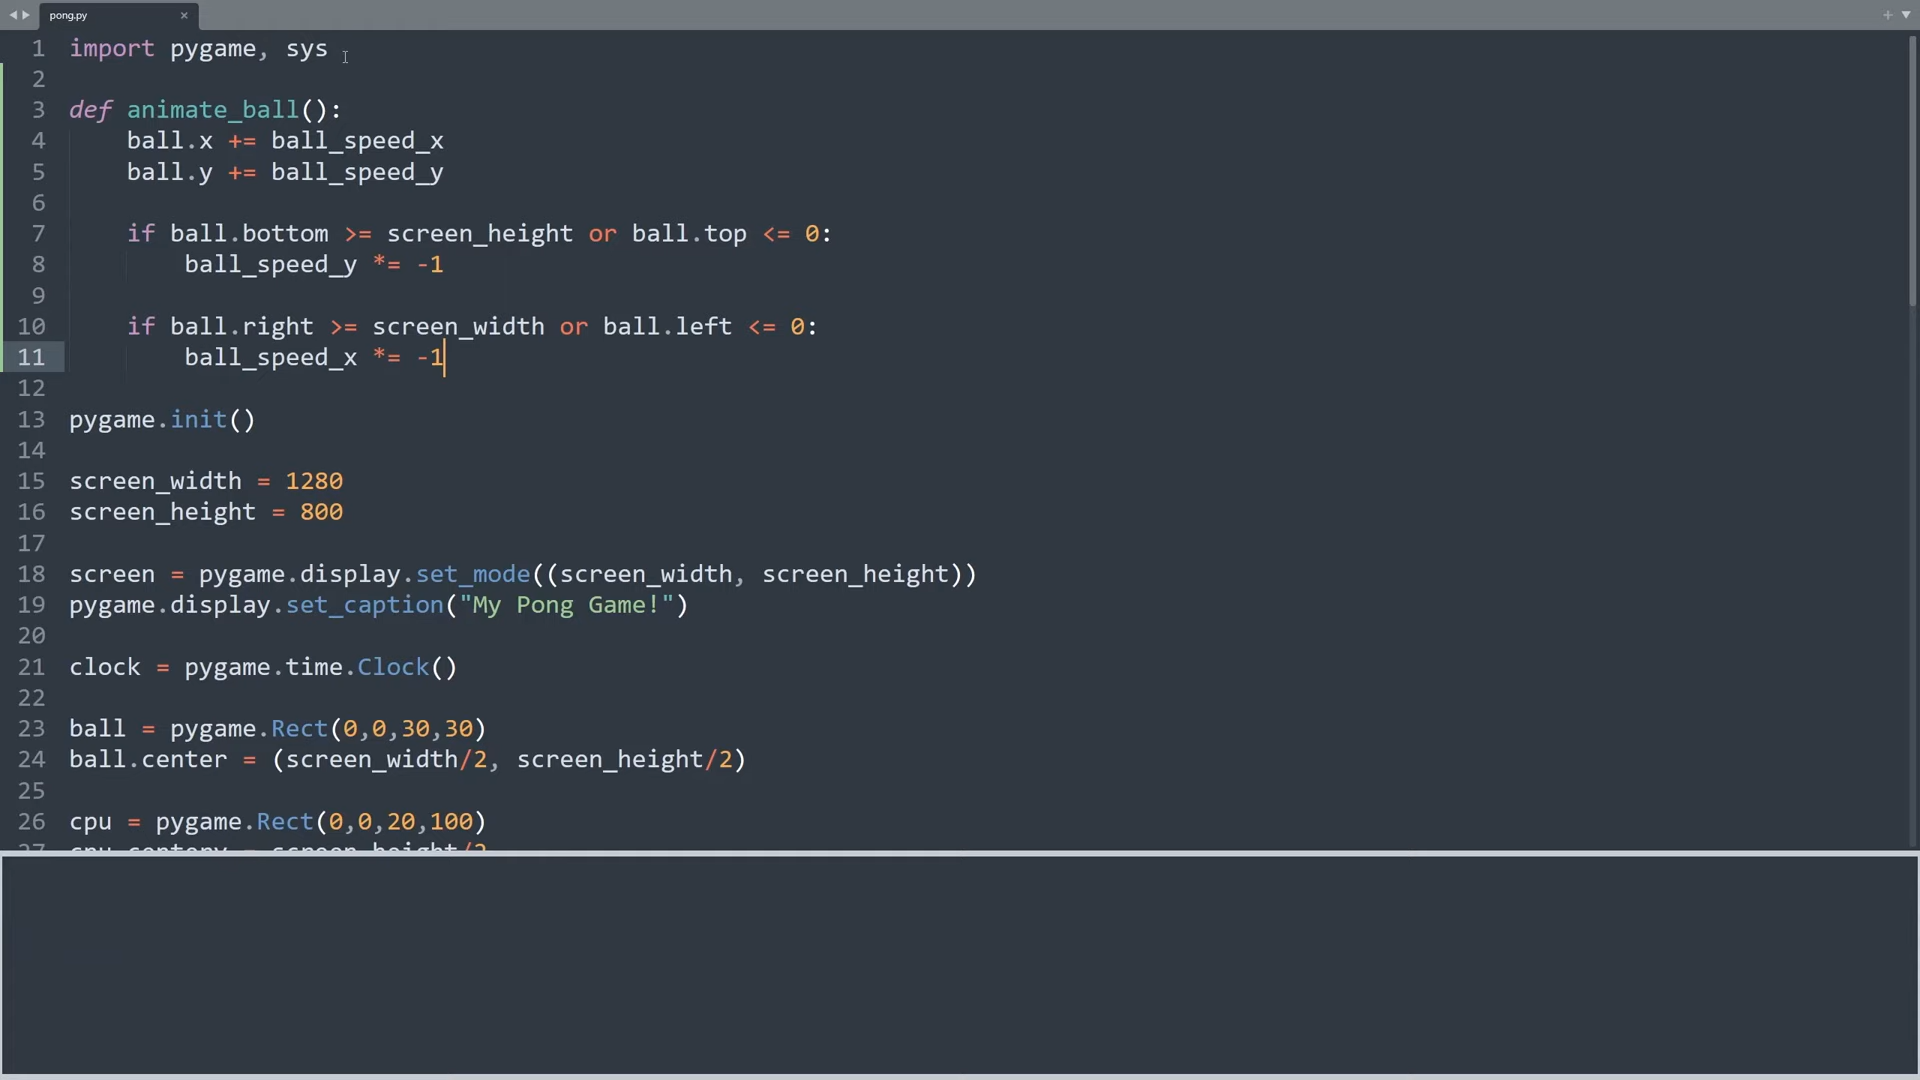 pong.py
1 import pygame, sys
2
3 def animate_ball():
4     ball.x += ball_speed_x
5     ball.y += ball_speed_y
6
7     if ball.bottom >= screen_height or ball.top <= 0:
8         ball_speed_y *= -1
9
10     if ball.right >= screen_width or ball.left <= 0:
11         ball_speed_x *= -1
12
13 pygame.init()
14
15 screen_width = 1280
16 screen_height = 800
17
18 screen = pygame.display.set_mode((screen_width, screen_height))
19 pygame.display.set_caption("My Pong Game!")
20
21 clock = pygame.time.Clock()
22
23 ball = pygame.Rect(0,0,30,30)
24 ball.center = (screen_width/2, screen_height/2)
25
26 cpu = pygame.Rect(0,0,20,100)
27 cpu.centery = screen_height/2